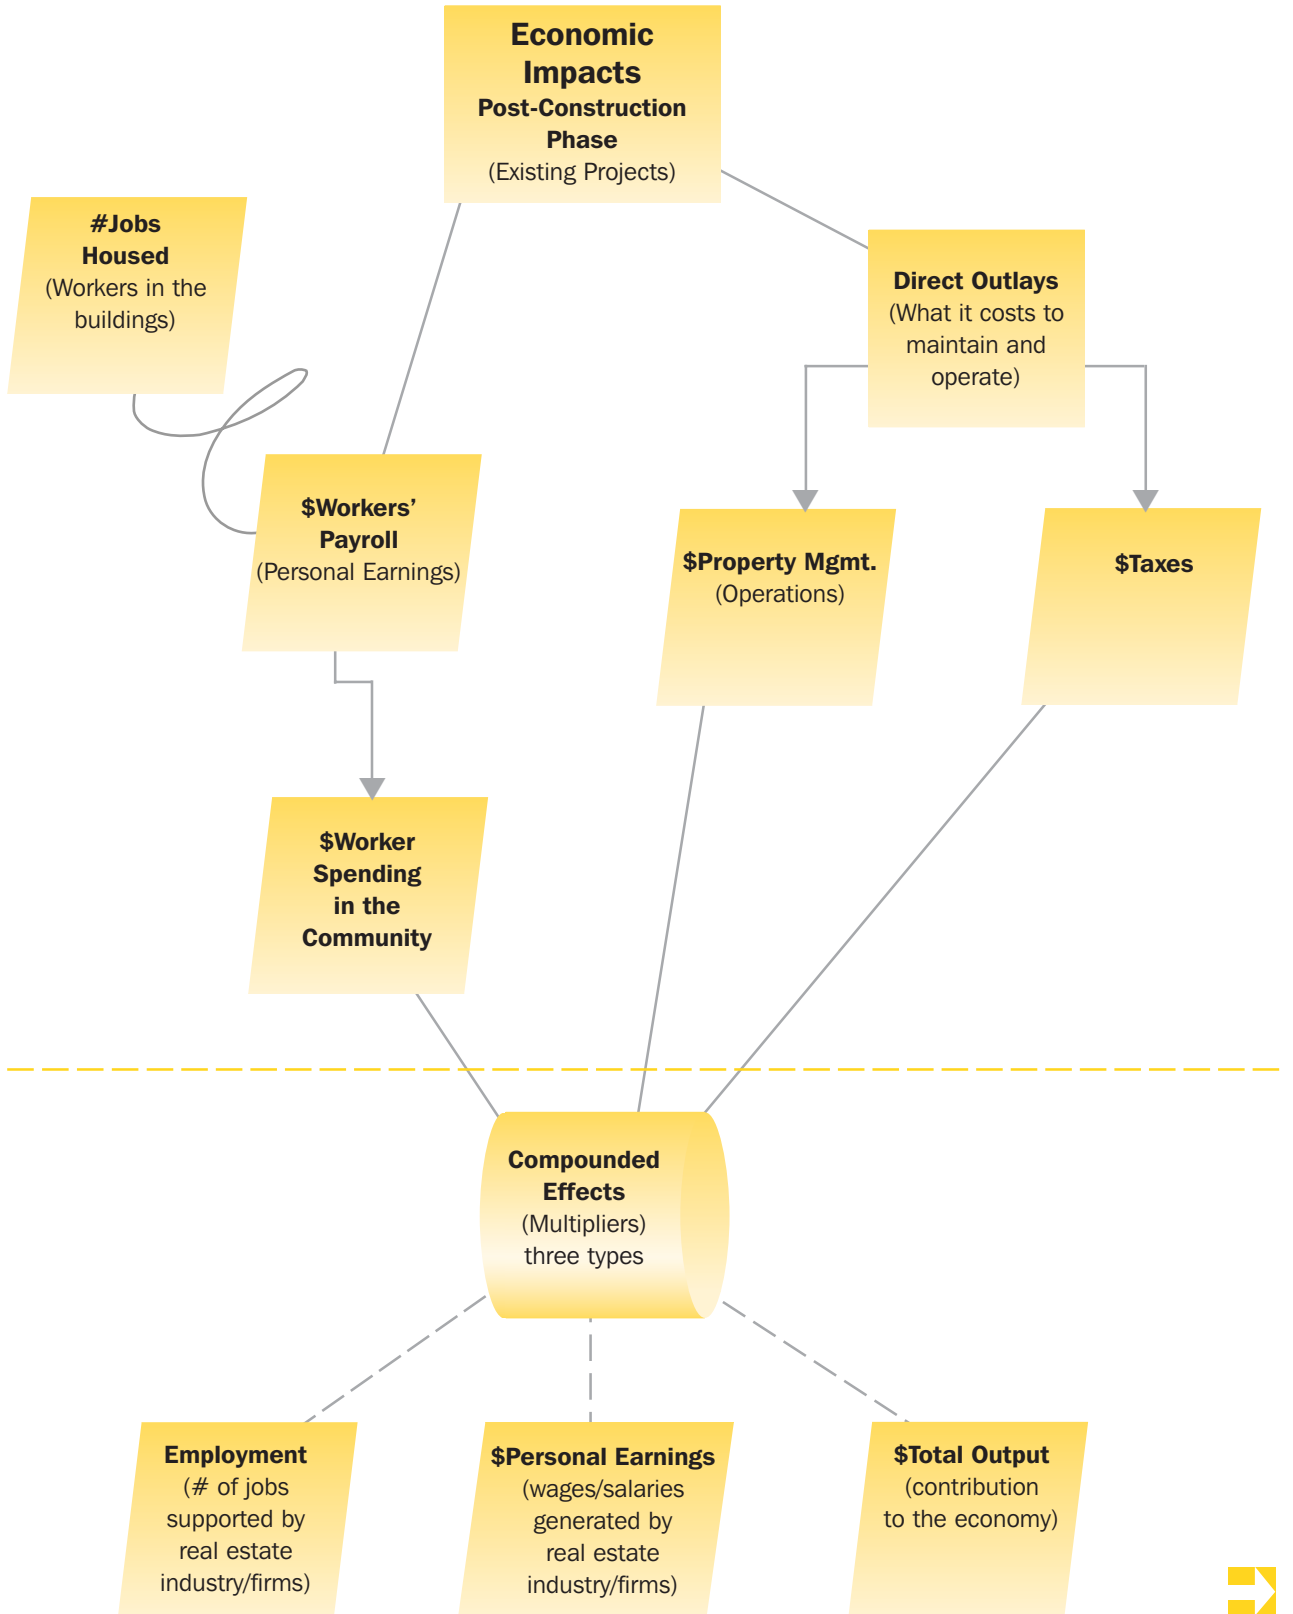 Economic
Impacts
Post-Construction
Phase
(Existing Projects)
#Jobs
Housed
(Workers in the
buildings)
Direct Outlays
(What it costs to
maintain and
operate)
$Workers’
Payroll
(Personal Earnings)
$Property Mgmt.
(Operations)
$Taxes
$Worker
Spending
in the
Community
Compounded
Effects
(Multipliers)
three types
Employment
(# of jobs
supported by
real estate
industry/firms)
$Personal Earnings
(wages/salaries
generated by
real estate
industry/firms)
$Total Output
(contribution
to the economy)